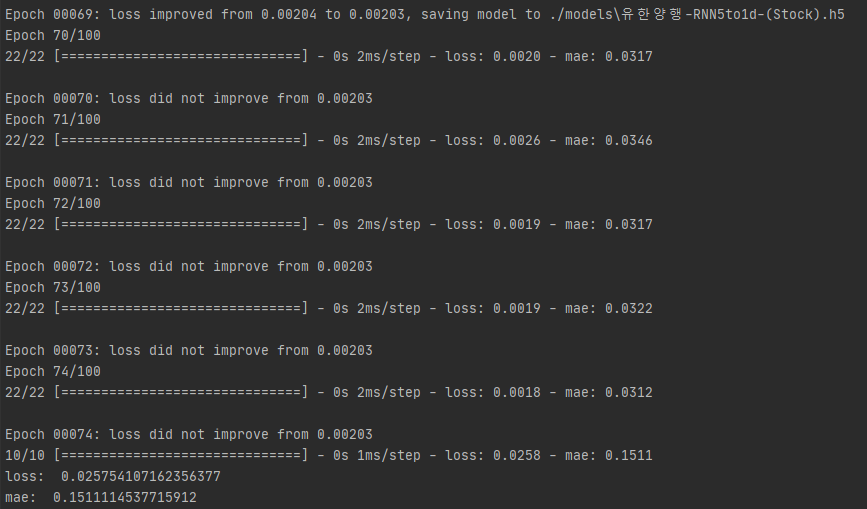 Epoch 00069: loss improved from 0.00204 to 0.00203, saving model to ./models\유한양행-RNN5to1d-(Stock).h5
Epoch 70/100
22/22 [==============================] - 0s 2ms/step - loss: 0.0020 - mae: 0.0317
Epoch 00070: loss did not improve from 0.00203
Epoch 71/100
22/22 [==============================] - 0s 2ms/step - loss: 0.0026 - mae: 0.0346
Epoch 00071: loss did not improve from 0.00203
Epoch 72/100
22/22 [==============================] - 0s 2ms/step - loss: 0.0019 - mae: 0.0317
Epoch 00072: loss did not improve from 0.00203
Epoch 73/100
22/22 [==============================] - 0s 2ms/step - loss: 0.0019 - mae: 0.0322
Epoch 00073: loss did not improve from 0.00203
Epoch 74/100
22/22 [==============================] - 0s 2ms/step - loss: 0.0018 - mae: 0.0312
Epoch 00074: loss did not improve from 0.00203
10/10 [==============================] - 0s 1ms/step - loss: 0.0258 - mae: 0.1511
loss:  0.025754107162356377
mae:  0.1511114537715912